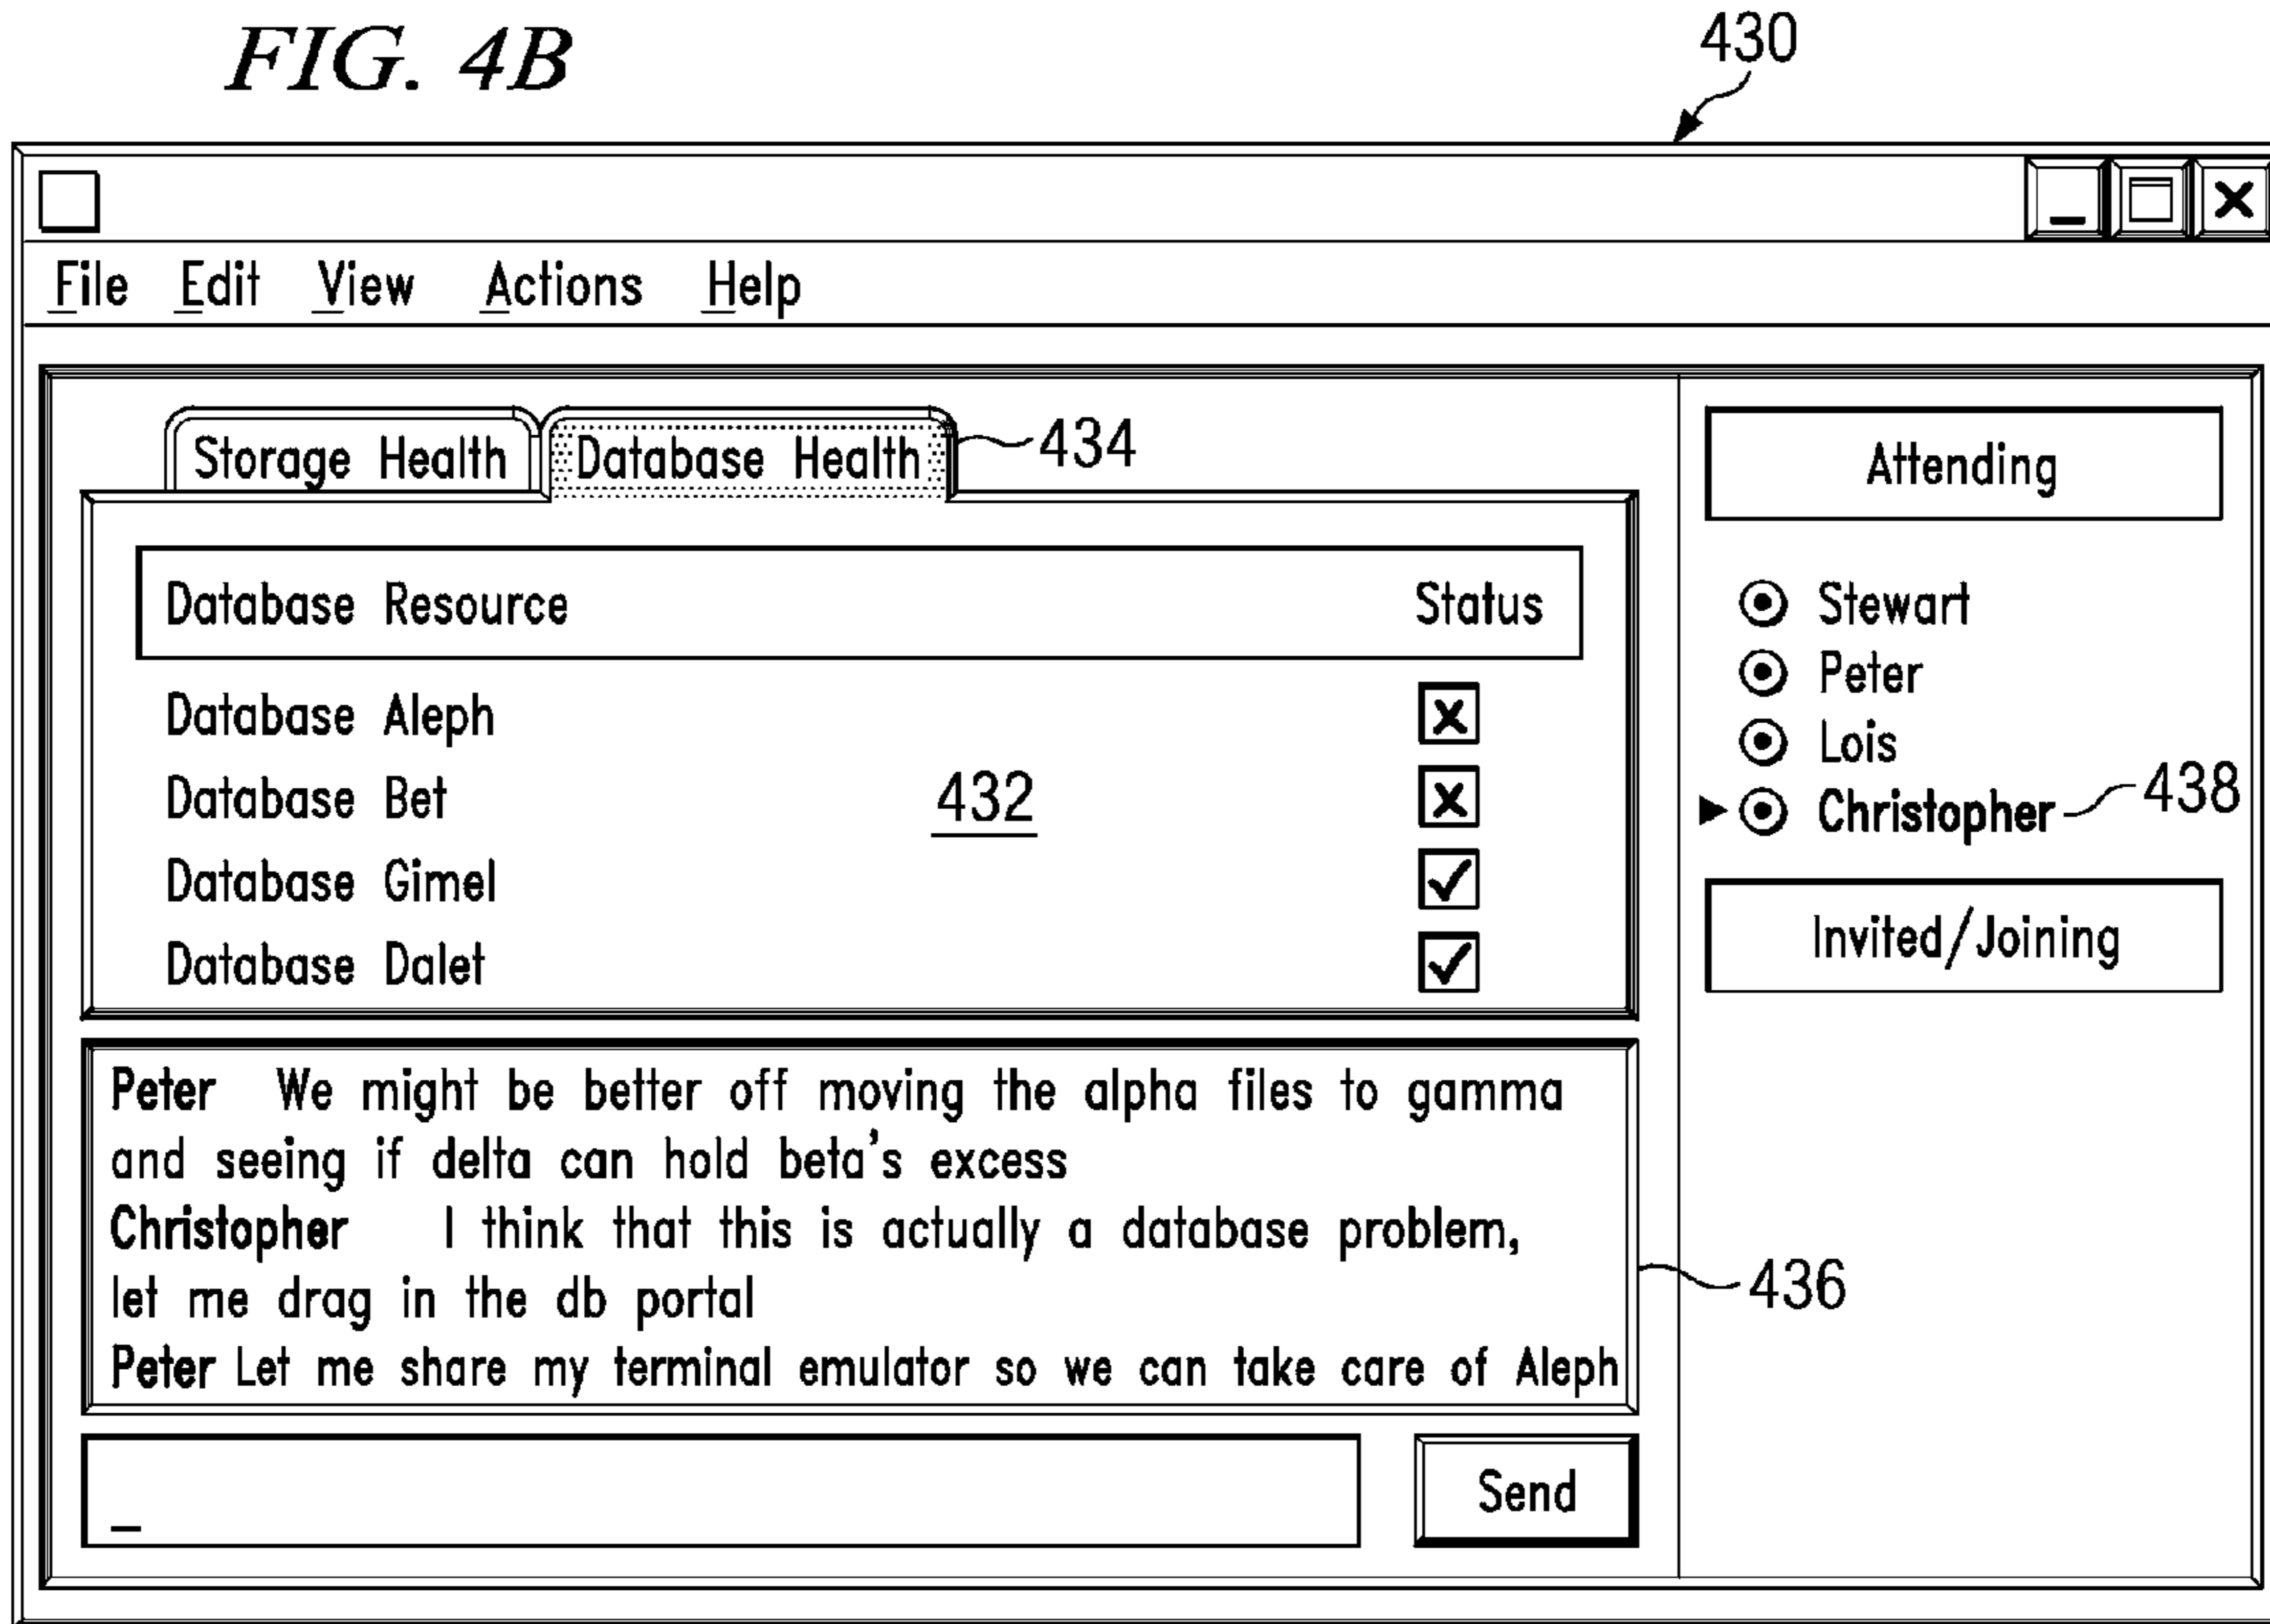 FIG. 4B
430
File Edit View Actions Help
Storage Health Database Health 434
Database Resource Status
Database Aleph
Database Bet
432
Database Gimel
Database Dalet
Attending
Stewart
Peter
Lois
Christopher 438
Invited/Joining
Peter We might be better off moving the alpha files to gamma
and seeing if delta can hold beta's excess
Christopher I think that this is actually a database problem,
let me drag in the db portal
Peter Let me share my terminal emulator so we can take care of Aleph
436
Send